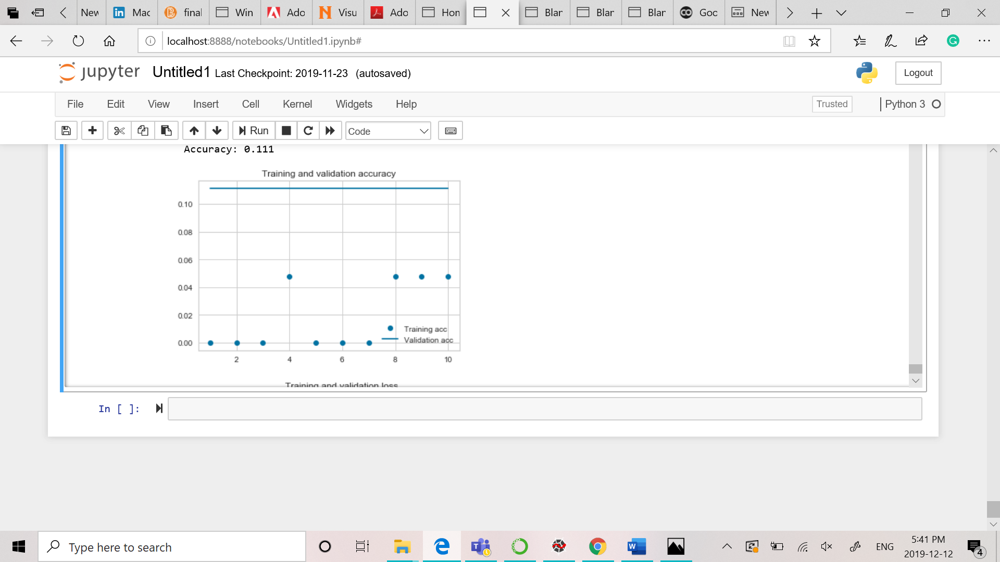 New
in Mac
final
Win
Ado
Visu
Ado
Hon
Blar
Blar
Blar
Goc
New
localhost:8888/notebooks/Untitled1.ipynb#
jupyter Untitled1 Last Checkpoint: 2019-11-23 (autosaved)
Logout
File Edit View Insert Cell Kernel Widgets Help
Trusted
Python 3
Run
Code
Accuracy: 0.111
Training and validation accuracy
0.10
0.08
0.06
0.04
0.02
0.00
Training acc
Validation acc
2 4 6 8 10
Training and validation loss
In [ ]:
Type here to search
ENG
5:41 PM
2019-12-12
4